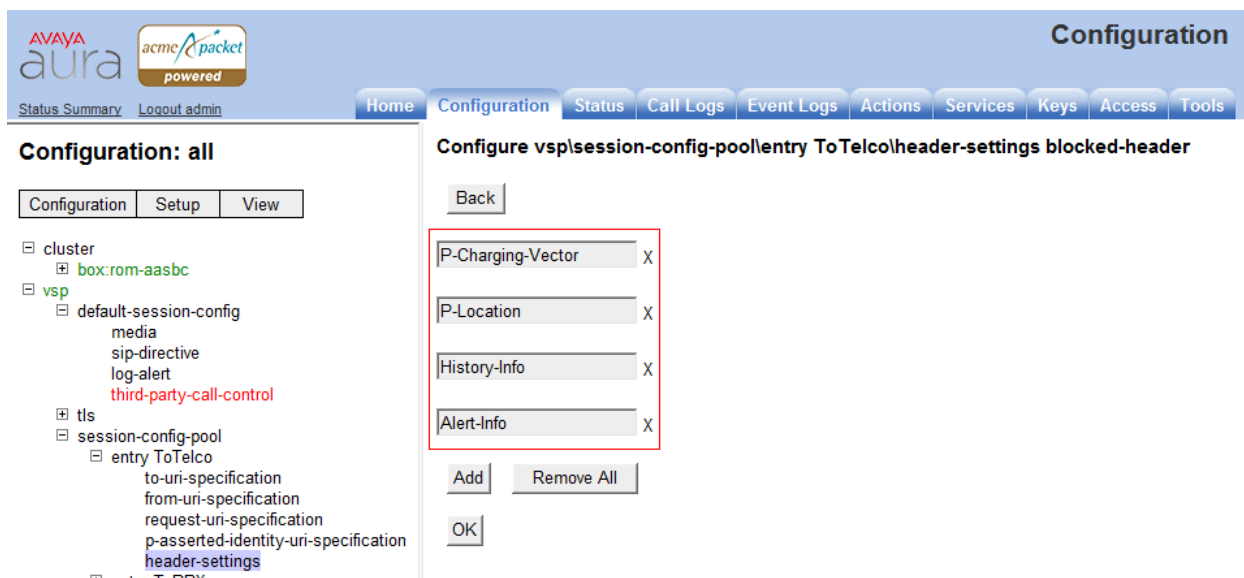 AVAYA
aura
acme packet
powered
Configuration
Status Summary Logout admin
Home Configuration Status Call Logs Event Logs Actions Services Keys Access Tools
Configuration: all
Configuration Setup View
cluster
box:rom-aasbc
vsp
default-session-config
media
sip-directive
log-alert
third-party-call-control
tls
session-config-pool
entry ToTelco
to-uri-specification
from-uri-specification
request-uri-specification
p-asserted-identity-uri-specification
header-settings
Configure vsp\session-config-pool\entry ToTelco\header-settings blocked-header
Back
P-Charging-Vector X
P-Location X
History-Info X
Alert-Info X
Add Remove All
OK